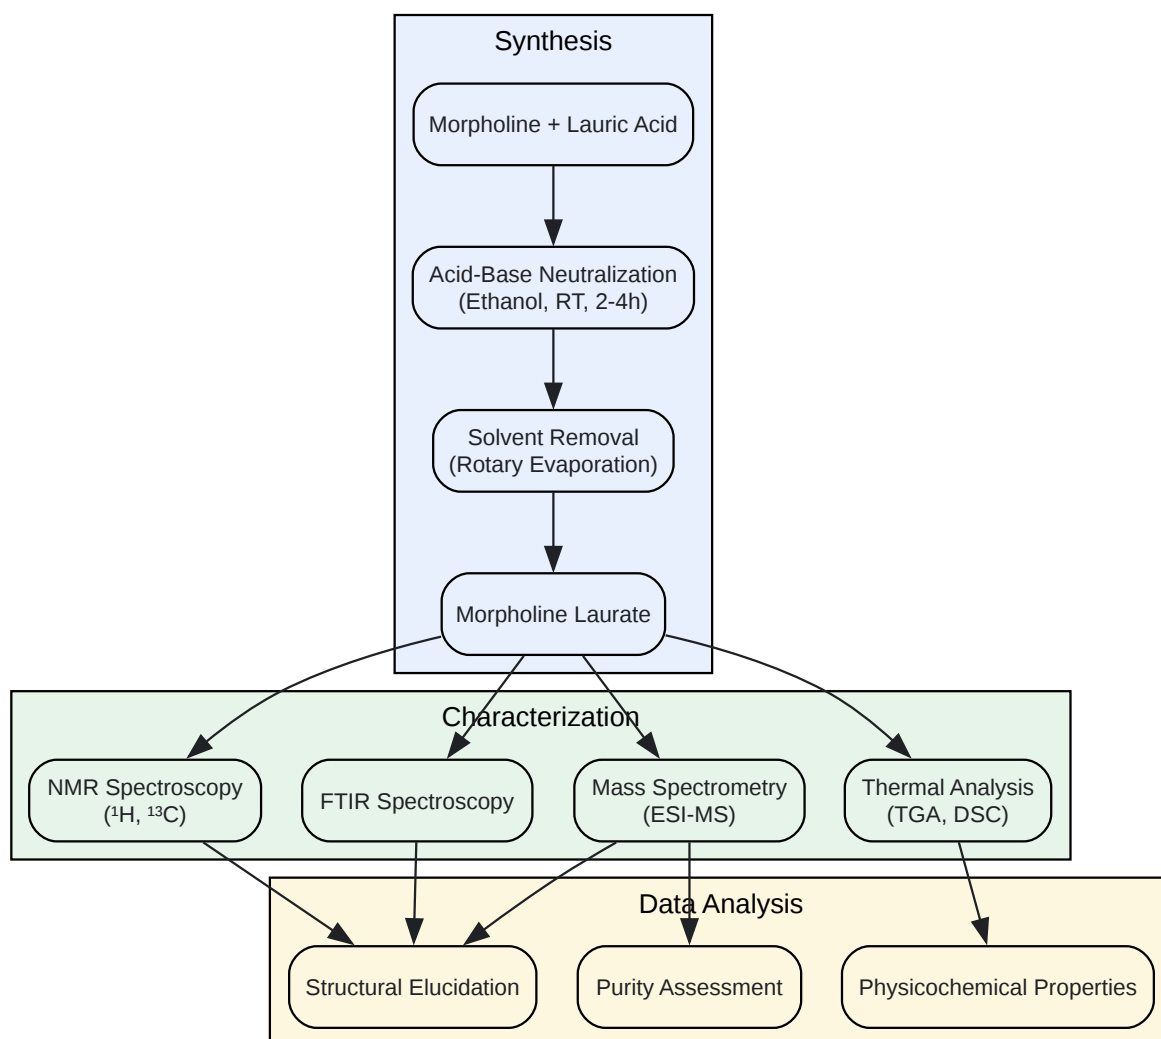 Synthesis
Morpholine + Lauric Acid
Acid-Base Neutralization
(Ethanol, RT, 2-4h)
Solvent Removal
(Rotary Evaporation)
Morpholine Laurate
Characterization
NMR Spectroscopy
(¹H, ¹³C)
FTIR Spectroscopy
Mass Spectrometry
(ESI-MS)
Thermal Analysis
(TGA, DSC)
Data Analysis
Structural Elucidation
Purity Assessment
Physicochemical Properties